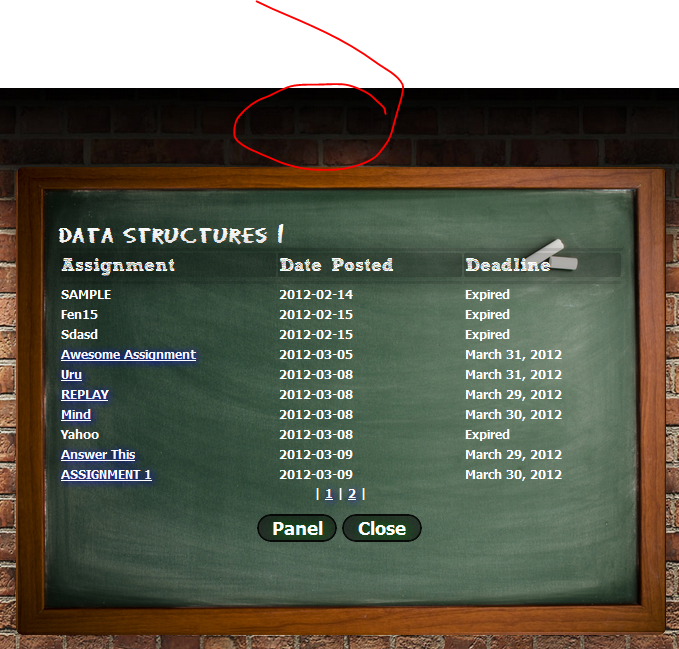 DATA STRUCTURES 1
Assignment Date Posted Deadline
SAMPLE 2012-02-14 Expired
Fen15 2012-02-15 Expired
Sdasd 2012-02-15 Expired
Awesome Assignment 2012-03-05 March 31, 2012
Uru 2012-03-08 March 31, 2012
REPLAY 2012-03-08 March 29, 2012
Mind 2012-03-08 March 30, 2012
Yahoo 2012-03-08 Expired
Answer This 2012-03-09 March 29, 2012
ASSIGNMENT 1 2012-03-09 March 30, 2012
| 1 | 2 |
Panel Close